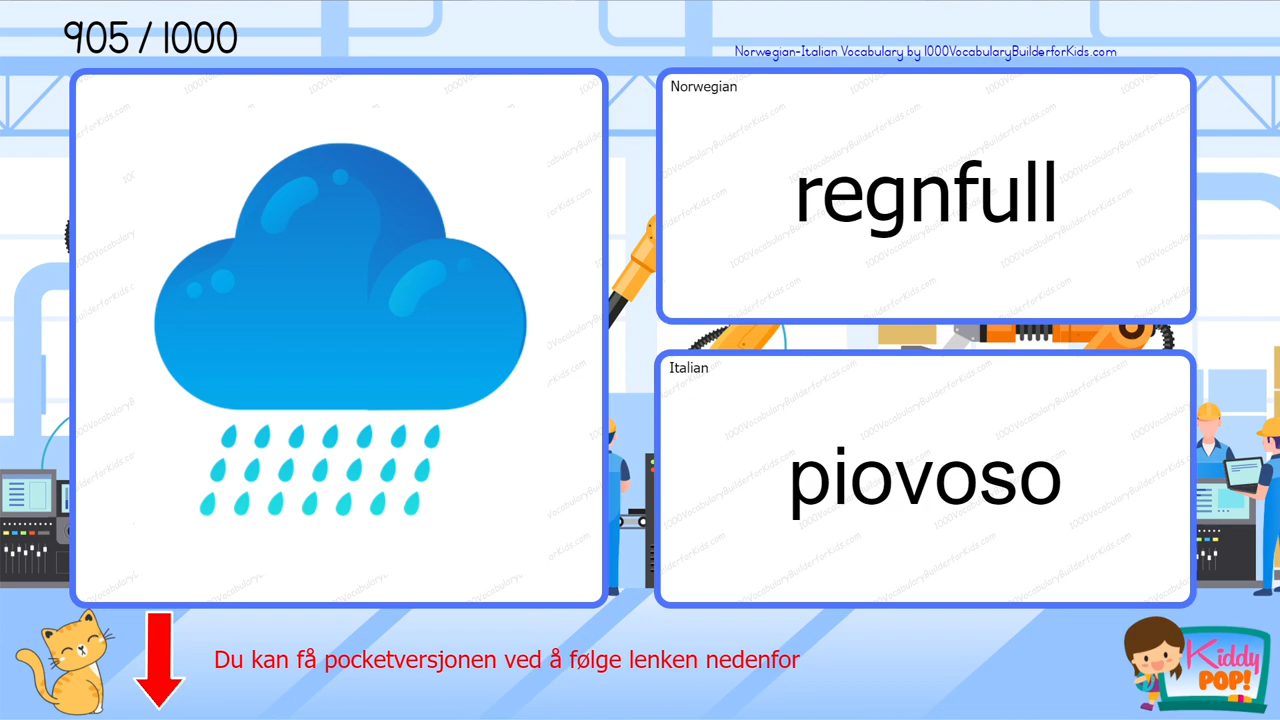 905 / 1000
Norwegian-Italian Vocabulary by 1000VocabularyBuilderforKids.com
Norwegian
regnfull
Italian
piovoso
Du kan få pocketversjonen ved å følge lenken nedenfor
Kiddy
POP!